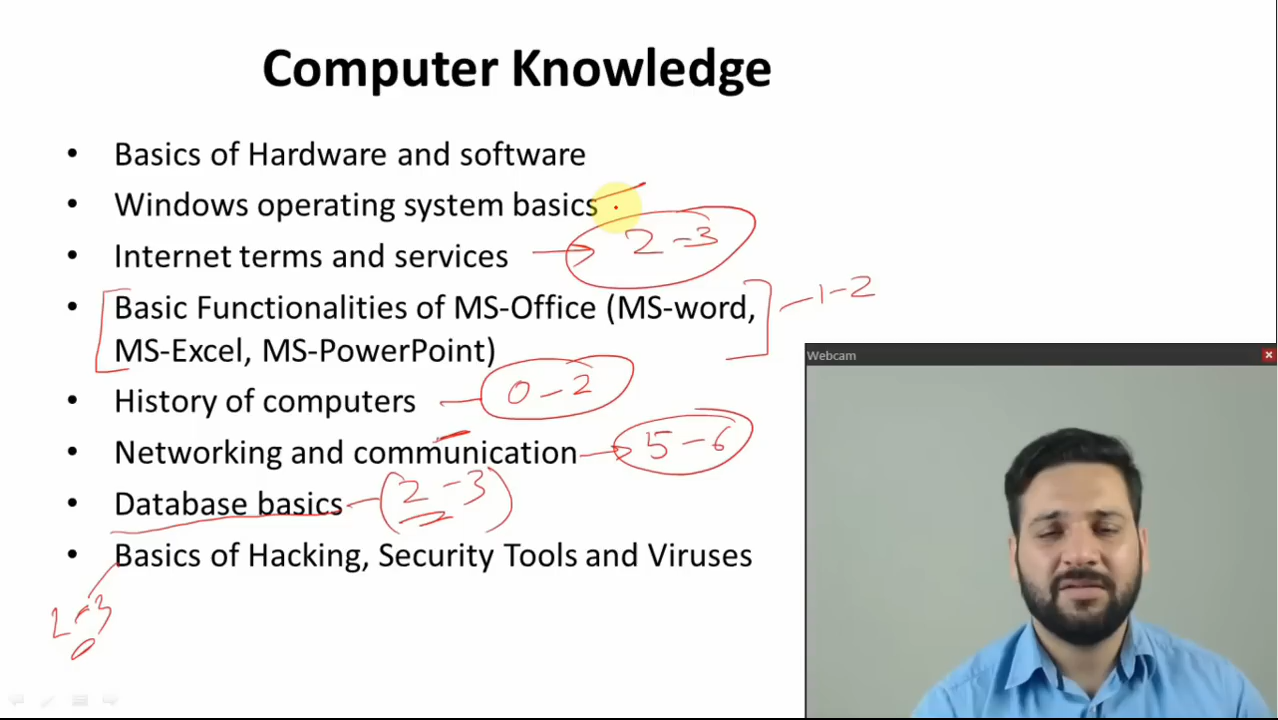 Computer Knowledge
• Basics of Hardware and software
• Windows operating system basics
• Internet terms and services 2-3
• Basic Functionalities of MS-Office (MS-word, 1-2
MS-Excel, MS-PowerPoint)
• History of computers 0-2
• Networking and communication 5-6
• Database basics 2-3
• Basics of Hacking, Security Tools and Viruses
2-3
Webcam